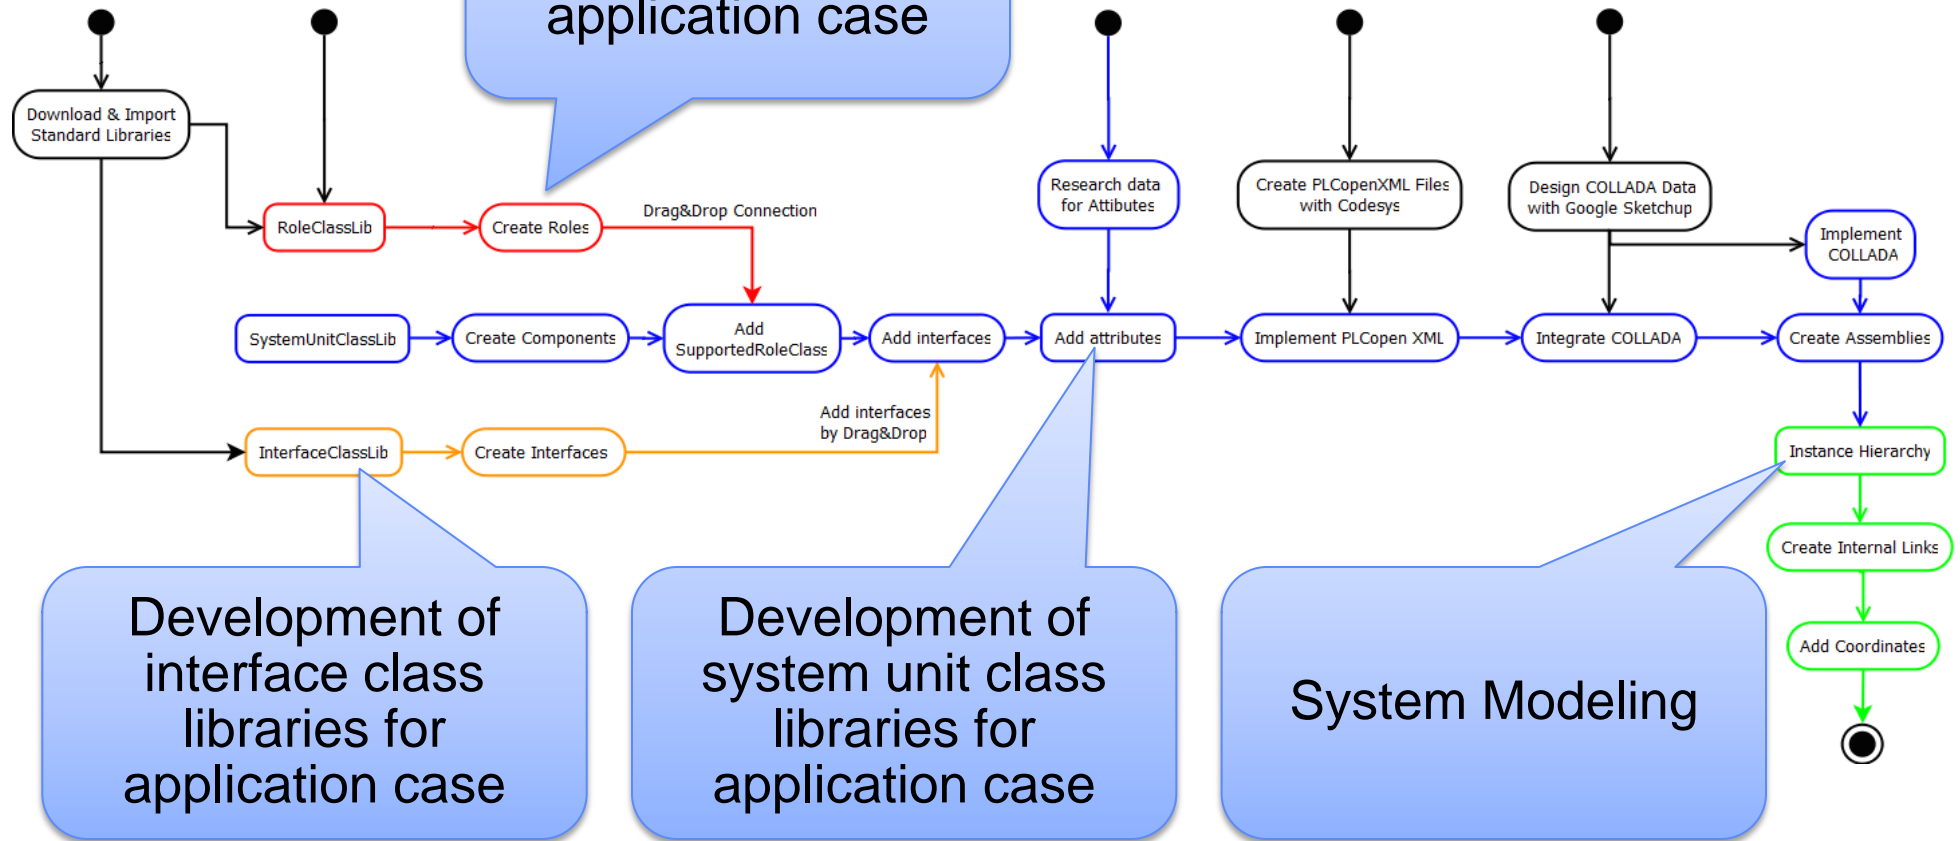 application case
Download & Import
Standard Libraries
Research data
for Attibutes
Create PLCopenXML Files
with Codesys
Design COLLADA Data
with Google Sketchup
RoleClassLib
Create Roles
Drag&Drop Connection
Implement
COLLADA
SystemUnitClassLib
Create Components
Add
SupportedRoleClass
Add interfaces
Add attributes
Implement PLCopen XML
Integrate COLLADA
Create Assemblies
Add interfaces
by Drag&Drop
InterfaceClassLib
Create Interfaces
Instance Hierarchy
Create Internal Links
Add Coordinates
Development of
interface class
libraries for
application case
Development of
system unit class
libraries for
application case
System Modeling